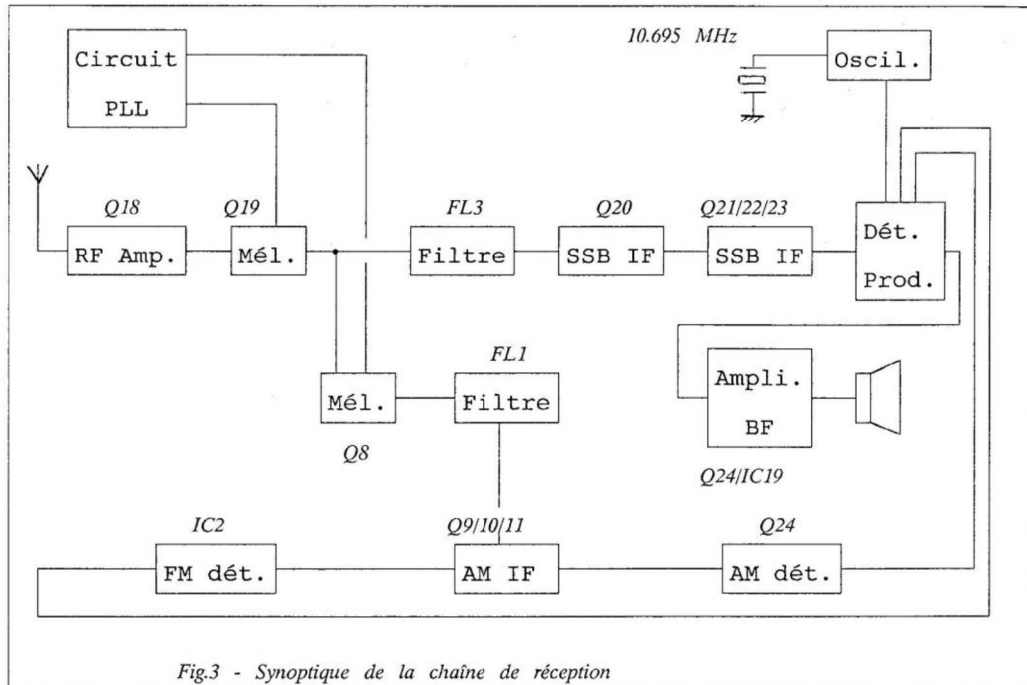 10.695 MHz
Circuit
PLL
Oscil.
Q18
Q19
FL3
Q20
Q21/22/23
RF Amp.
Mél.
Filtre
SSB IF
SSB IF
Dét.
Prod.
FL1
Mél.
Filtre
Ampli.
BF
Q8
Q24/IC19
IC2
Q9/10/11
Q24
FM dét.
AM IF
AM dét.
Fig.3 - Synoptique de la chaîne de réception